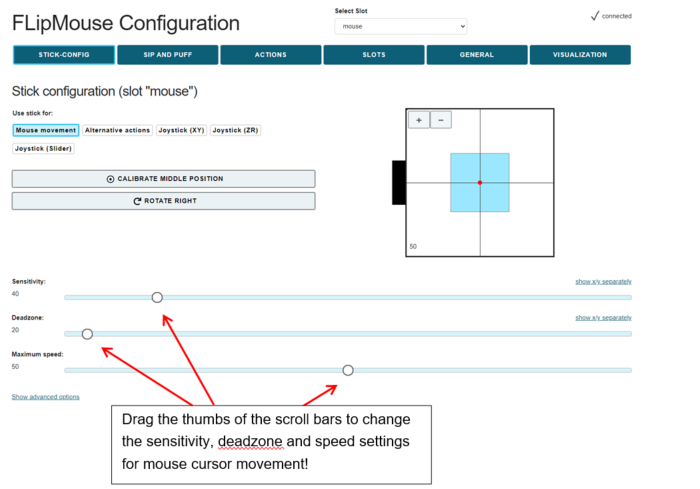 FLipMouse Configuration
Select Slot
mouse
connected
STICK-CONFIG
SIP AND PUFF
ACTIONS
SLOTS
GENERAL
VISUALIZATION
Stick configuration (slot "mouse")
Use stick for:
Mouse movement
Alternative actions
Joystick (XY)
Joystick (ZR)
Joystick (Slider)
CALIBRATE MIDDLE POSITION
ROTATE RIGHT
+
−
50
Sensitivity:
show x/y separately
40
Deadzone:
show x/y separately
20
Maximum speed:
50
Show advanced options
Drag the thumbs of the scroll bars to change
the sensitivity, deadzone and speed settings
for mouse cursor movement!